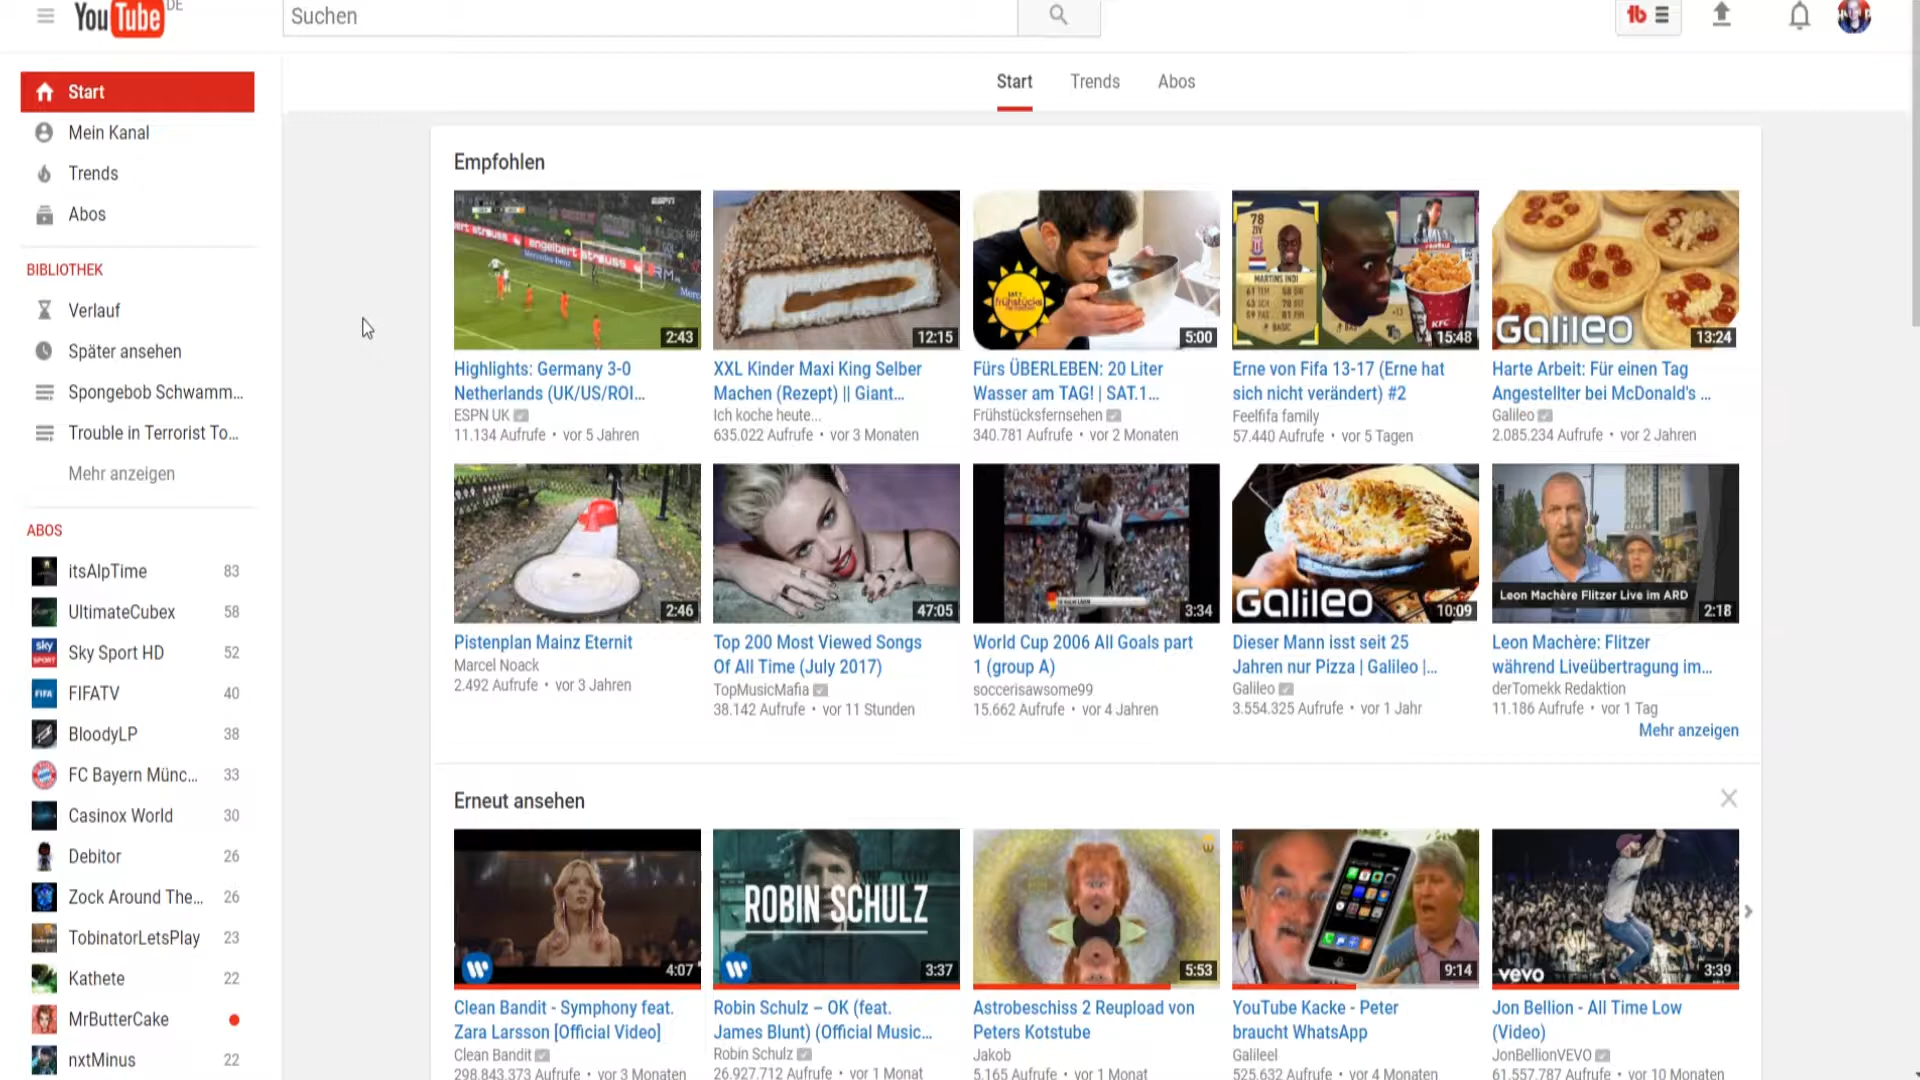 YouTube DE
Suchen
Start
Mein Kanal
Trends
Abos
BIBLIOTHEK
Verlauf
Später ansehen
Spongebob Schwamm...
Trouble in Terrorist To...
Mehr anzeigen
ABOS
itsAlpTime 83
UltimateCubex 58
Sky Sport HD 52
FIFATV 40
BloodyLP 38
FC Bayern Münc... 33
Casinox World 30
Debitor 26
Zock Around The... 26
TobinatorLetsPlay 23
Kathete 22
MrButterCake
nxtMinus 22
Start Trends Abos
Empfohlen
2:43
Highlights: Germany 3-0
Netherlands (UK/US/ROI...
ESPN UK
11.134 Aufrufe • vor 5 Jahren
12:15
XXL Kinder Maxi King Selber
Machen (Rezept) || Giant...
Ich koche heute...
635.022 Aufrufe • vor 3 Monaten
5:00
Fürs ÜBERLEBEN: 20 Liter
Wasser am TAG! | SAT.1...
Frühstücksfernsehen
340.781 Aufrufe • vor 2 Monaten
15:48
Erne von Fifa 13-17 (Erne hat
sich nicht verändert) #2
Feelfifa family
57.440 Aufrufe • vor 5 Tagen
GALILEO
13:24
Harte Arbeit: Für einen Tag
Angestellter bei McDonald's ...
Galileo
2.085.234 Aufrufe • vor 2 Jahren
2:46
Pistenplan Mainz Eternit
Marcel Noack
2.492 Aufrufe • vor 3 Jahren
47:05
Top 200 Most Viewed Songs
Of All Time (July 2017)
TopMusicMafia
38.142 Aufrufe • vor 11 Stunden
3:34
World Cup 2006 All Goals part
1 (group A)
soccerisawsome99
15.662 Aufrufe • vor 4 Jahren
GALILEO
10:09
Dieser Mann isst seit 25
Jahren nur Pizza | Galileo |...
Galileo
3.554.325 Aufrufe • vor 1 Jahr
Leon Machère Flitzer Live im ARD
2:18
Leon Machère: Flitzer
während Liveübertragung im...
derTomekk Redaktion
11.186 Aufrufe • vor 1 Tag
Mehr anzeigen
Erneut ansehen
4:07
Clean Bandit - Symphony feat.
Zara Larsson [Official Video]
Clean Bandit
298.843.373 Aufrufe • vor 3 Monaten
ROBIN SCHULZ
3:37
Robin Schulz – OK (feat.
James Blunt) (Official Music...
Robin Schulz
26.927.712 Aufrufe • vor 1 Monat
5:53
Astrobeschiss 2 Reupload von
Peters Kotstube
Jakob
5.165 Aufrufe • vor 1 Monat
9:14
YouTube Kacke - Peter
braucht WhatsApp
Galileel
525.632 Aufrufe • vor 4 Monaten
vevo
3:39
Jon Bellion - All Time Low
(Video)
JonBellionVEVO
61.557.787 Aufrufe • vor 10 Monaten